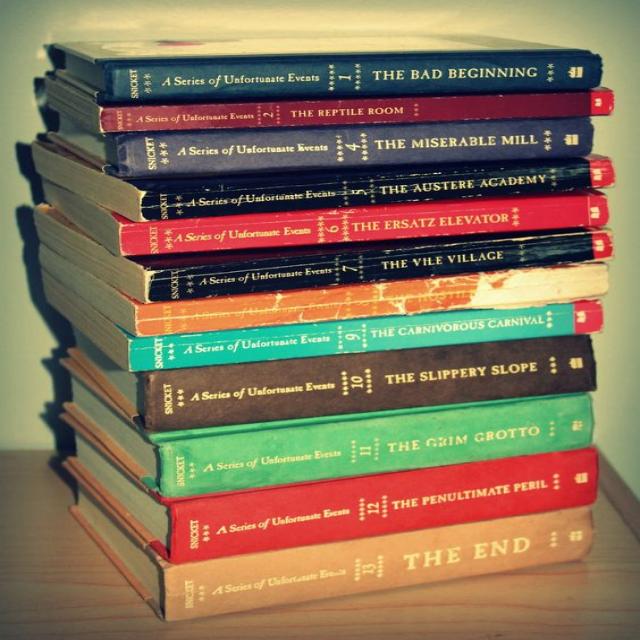 SNICKET A Series of Unfortunate Events 1 THE BAD BEGINNING
SNICKET A Series of Unfortunate Events 2 THE REPTILE ROOM
SNICKET A Series of Unfortunate Events 4 THE MISERABLE MILL
SNICKET A Series of Unfortunate Events 5 THE AUSTERE ACADEMY
SNICKET A Series of Unfortunate Events 6 THE ERSATZ ELEVATOR
SNICKET A Series of Unfortunate Events 7 THE VILE VILLAGE
A Series of Unfortunate Events
SNICKET A Series of Unfortunate Events 9 THE CARNIVOROUS CARNIVAL
SNICKET A Series of Unfortunate Events 10 THE SLIPPERY SLOPE
SNICKET A Series of Unfortunate Events 11 THE GRIM GROTTO
SNICKET A Series of Unfortunate Events 12 THE PENULTIMATE PERIL
SNICKET A Series of Unfortunate Events 13 THE END